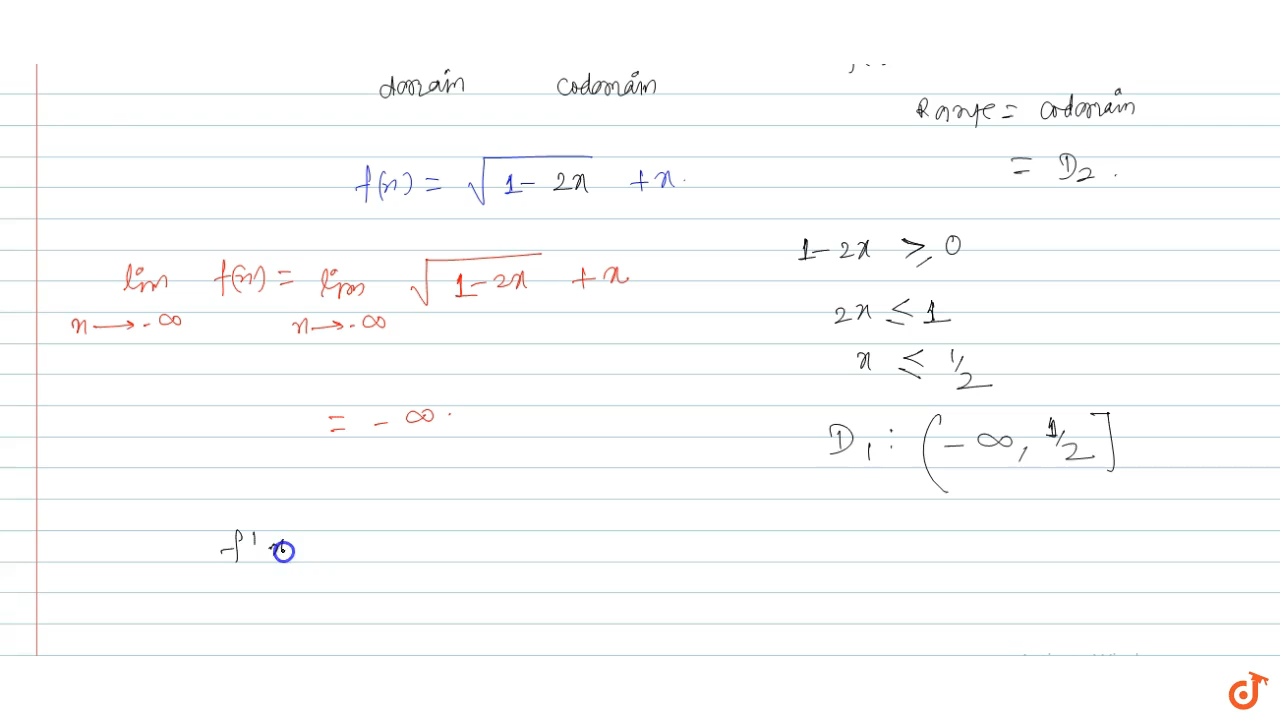 domain codomain
Range = codomain
= D₂.
f(x) = √(1 - 2x) + x.
lim f(x) = lim √(1 - 2x) + x
x → -∞ x → -∞
= -∞.
1 - 2x ≥ 0
2x ≤ 1
x ≤ 1/2
D₁ : (-∞, 1/2]
f'